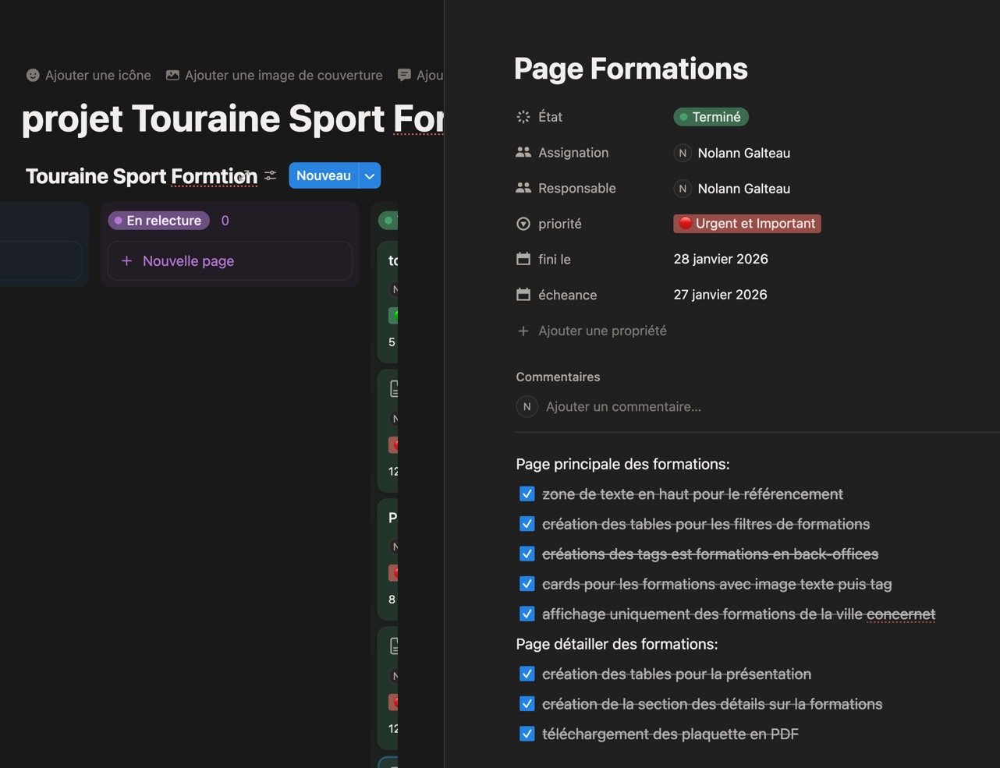 Ajouter une icône Ajouter une image de couverture Ajou
projet Touraine Sport For
Touraine Sport Formtion Nouveau
En relecture 0
+ Nouvelle page
to
N
5
N
12
P
N
8
N
12
Page Formations
État Terminé
Assignation N Nolann Galteau
Responsable N Nolann Galteau
priorité Urgent et Important
fini le 28 janvier 2026
écheance 27 janvier 2026
+ Ajouter une propriété
Commentaires
N Ajouter un commentaire...
Page principale des formations:
zone de texte en haut pour le référencement
création des tables pour les filtres de formations
créations des tags est formations en back-offices
cards pour les formations avec image texte puis tag
affichage uniquement des formations de la ville concernet
Page détailler des formations:
création des tables pour la présentation
création de la section des détails sur la formations
téléchargement des plaquette en PDF